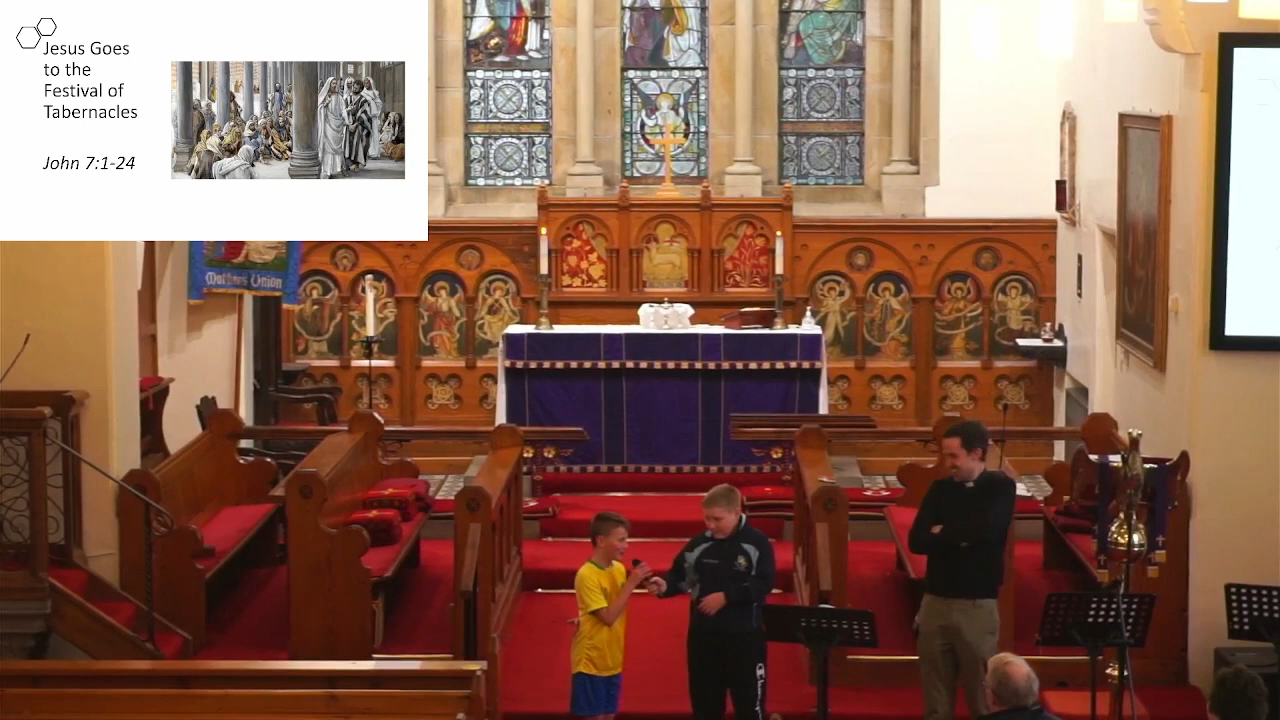 Jesus Goes
to the
Festival of
Tabernacles
John 7:1-24
Mothers Union